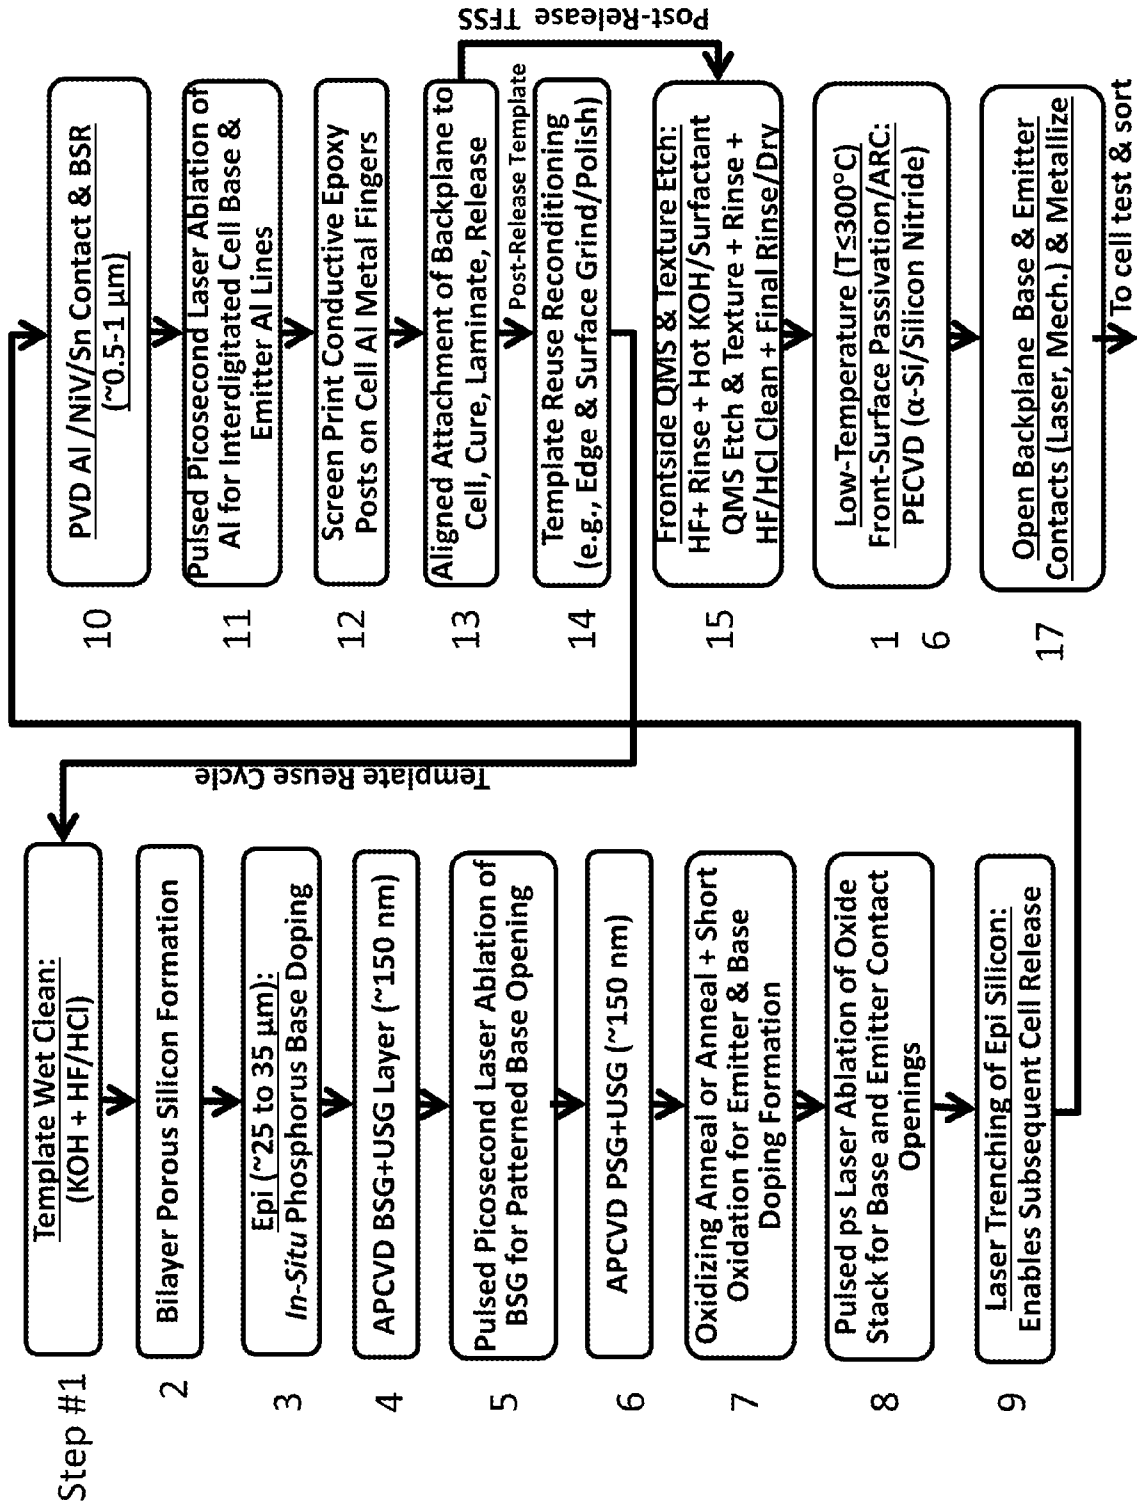 Step #1
Template Wet Clean:
(KOH + HF/HCl)
2
Bilayer Porous Silicon Formation
3
Epi (~25 to 35 µm):
In-Situ Phosphorus Base Doping
4
APCVD BSG+USG Layer (~150 nm)
5
Pulsed Picosecond Laser Ablation of
BSG for Patterned Base Opening
6
APCVD PSG+USG (~150 nm)
7
Oxidizing Anneal or Anneal + Short
Oxidation for Emitter & Base
Doping Formation
8
Pulsed ps Laser Ablation of Oxide
Stack for Base and Emitter Contact
Openings
9
Laser Trenching of Epi Silicon:
Enables Subsequent Cell Release
Template Reuse Cycle
10
PVD Al /NiV/Sn Contact & BSR
(~0.5-1 µm)
11
Pulsed Picosecond Laser Ablation of
Al for Interdigitated Cell Base &
Emitter Al Lines
12
Screen Print Conductive Epoxy
Posts on Cell Al Metal Fingers
13
Aligned Attachment of Backplane to
Cell, Cure, Laminate, Release
Post-Release Template
Post-Release TFSS
14
Template Reuse Reconditioning
(e.g., Edge & Surface Grind/Polish)
15
Frontside QMS & Texture Etch:
HF+ Rinse + Hot KOH/Surfactant
QMS Etch & Texture + Rinse +
HF/HCl Clean + Final Rinse/Dry
1
6
Low-Temperature (T≤300°C)
Front-Surface Passivation/ARC:
PECVD (α-Si/Silicon Nitride)
17
Open Backplane Base & Emitter
Contacts (Laser, Mech.) & Metallize
To cell test & sort